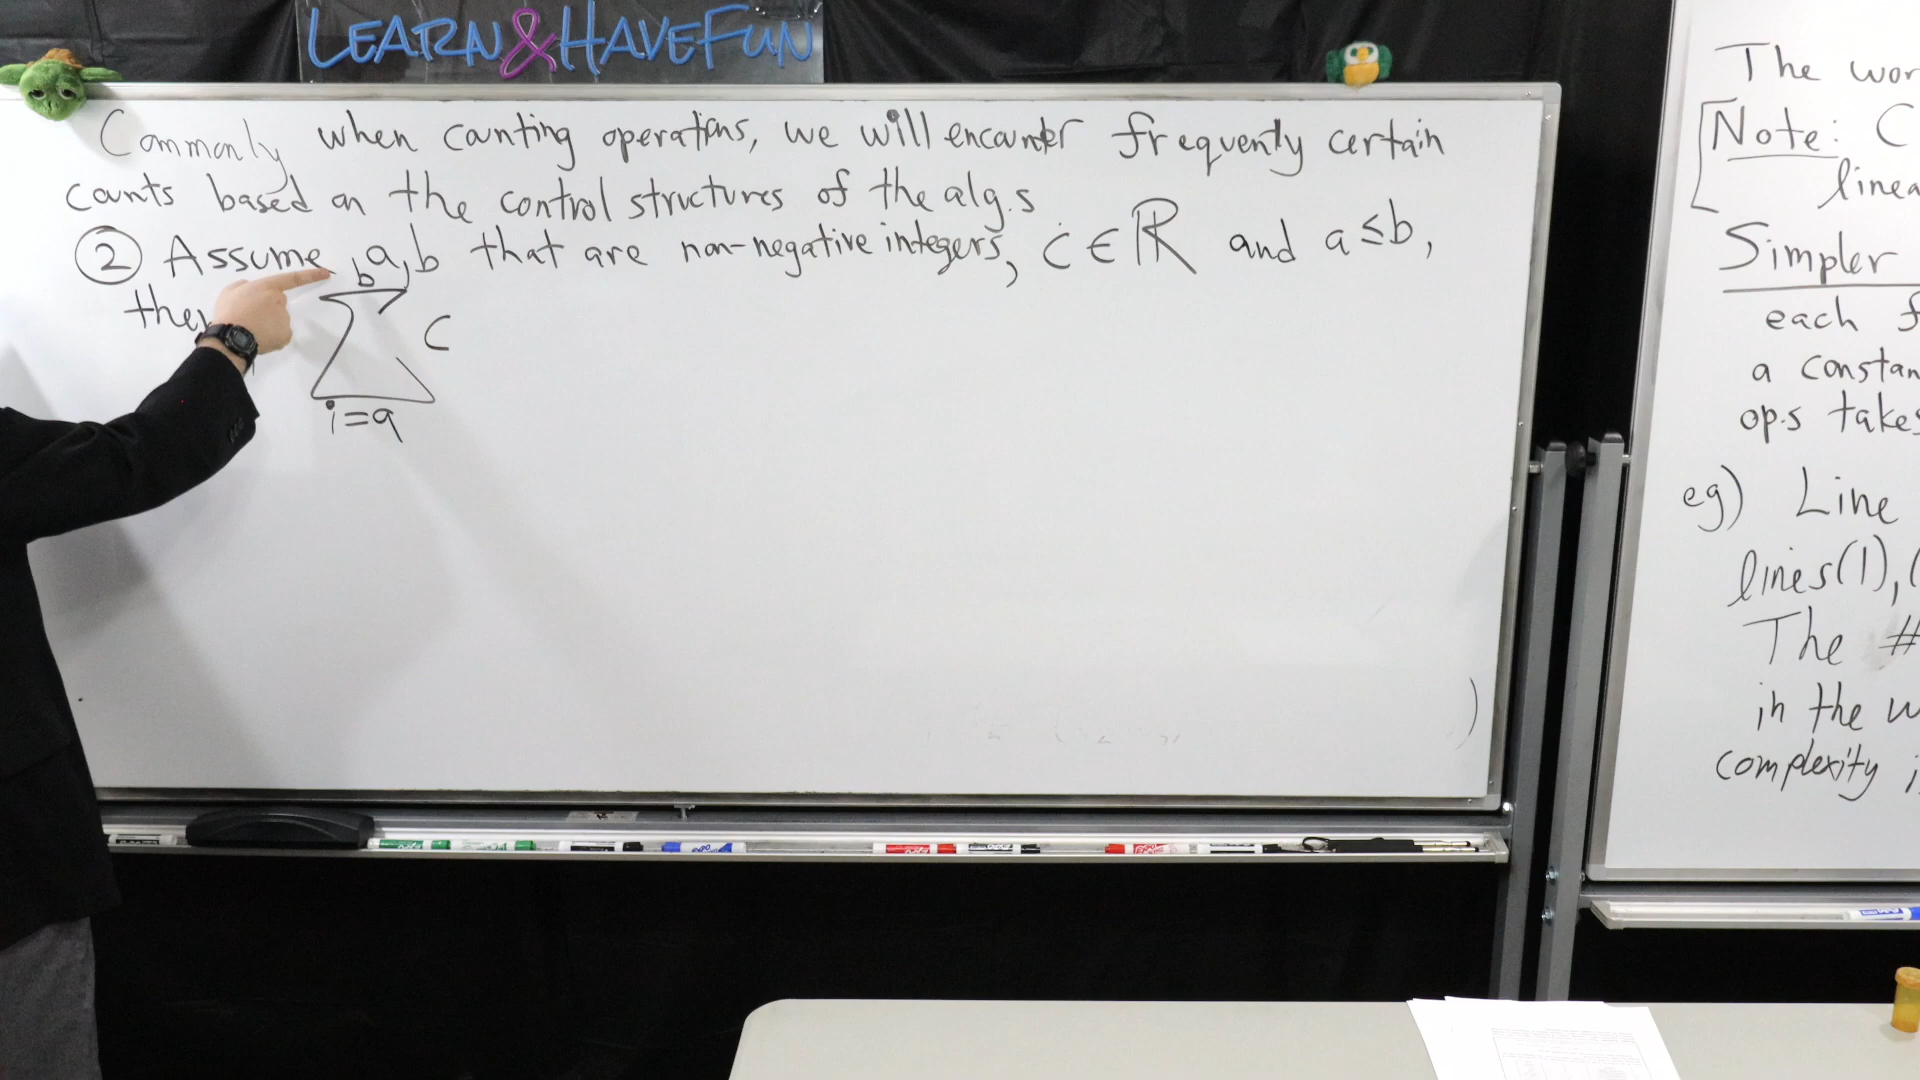 LEARN&HAVEFUN
Commonly when counting operations, we will encounter frequently certain
counts based on the control structures of the alg.s
② Assume a,b that are non-negative integers, c∈ℝ and a≤b,
then
b
∑ c
i=a
)
The
Note: C
linea
Simpler
each f
a constan
op.s takes
eg) Line
lines(1),(
The #
in the w
complexity i